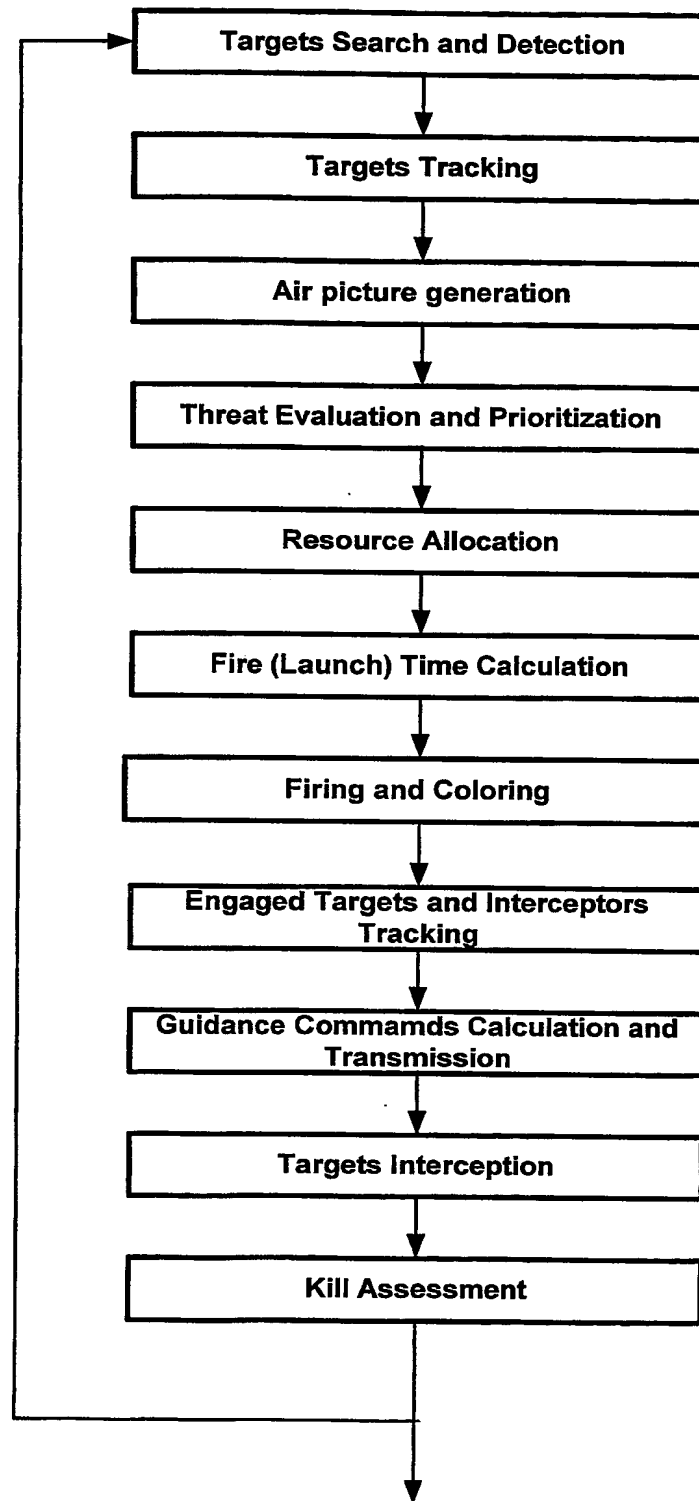 Targets Search and Detection
Targets Tracking
Air picture generation
Threat Evaluation and Prioritization
Resource Allocation
Fire (Launch) Time Calculation
Firing and Coloring
Engaged Targets and Interceptors
Tracking
Guidance Commamds Calculation and
Transmission
Targets Interception
Kill Assessment